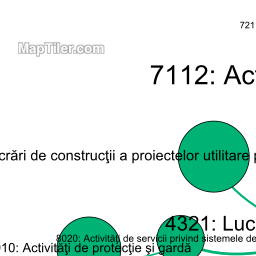 721
MapTiler.com
7112: Act
crări de construcţii a proiectelor utilitare p
4321: Luc
8020: Activităţi de servicii privind sistemele de
010: Activităţi de protecţie şi gardă